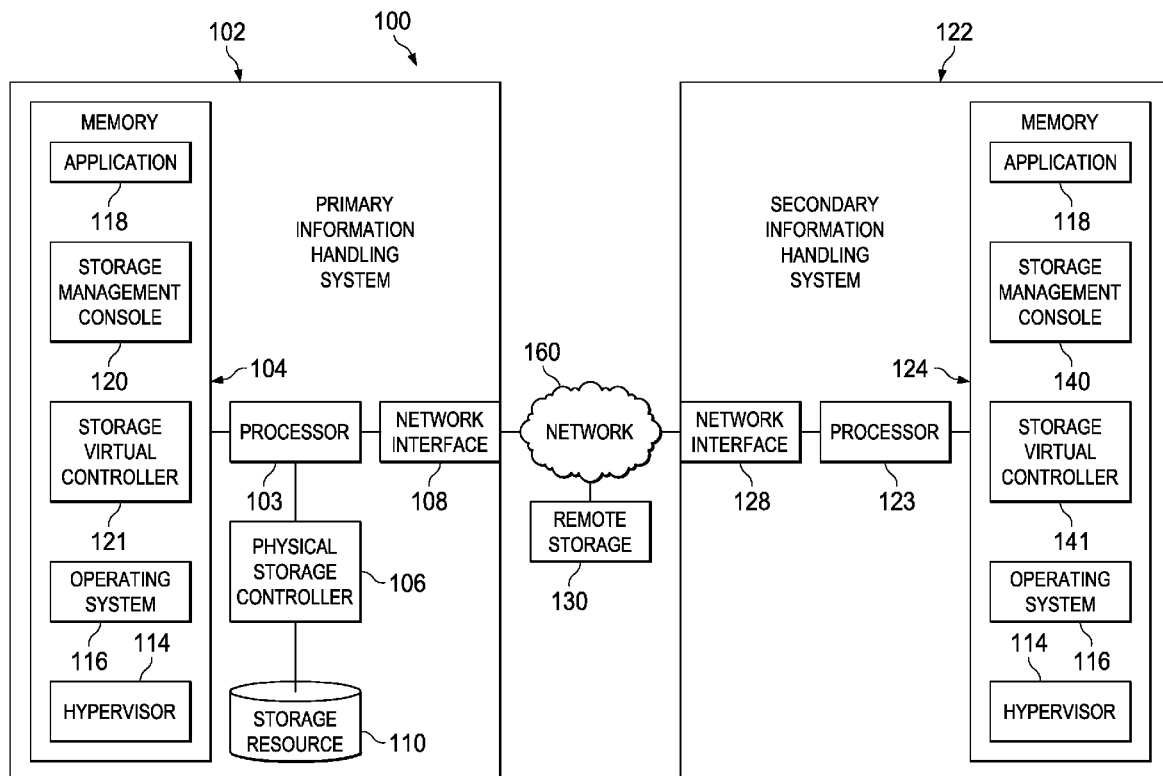 100
102
122
MEMORY
APPLICATION
118
STORAGE
MANAGEMENT
CONSOLE
120
STORAGE
VIRTUAL
CONTROLLER
121
OPERATING
SYSTEM
116
114
HYPERVISOR
PRIMARY
INFORMATION
HANDLING
SYSTEM
104
PROCESSOR
103
NETWORK
INTERFACE
108
PHYSICAL
STORAGE
CONTROLLER
106
STORAGE
RESOURCE
110
160
NETWORK
REMOTE
STORAGE
130
SECONDARY
INFORMATION
HANDLING
SYSTEM
NETWORK
INTERFACE
128
PROCESSOR
123
124
MEMORY
APPLICATION
118
STORAGE
MANAGEMENT
CONSOLE
140
STORAGE
VIRTUAL
CONTROLLER
141
OPERATING
SYSTEM
114
116
HYPERVISOR